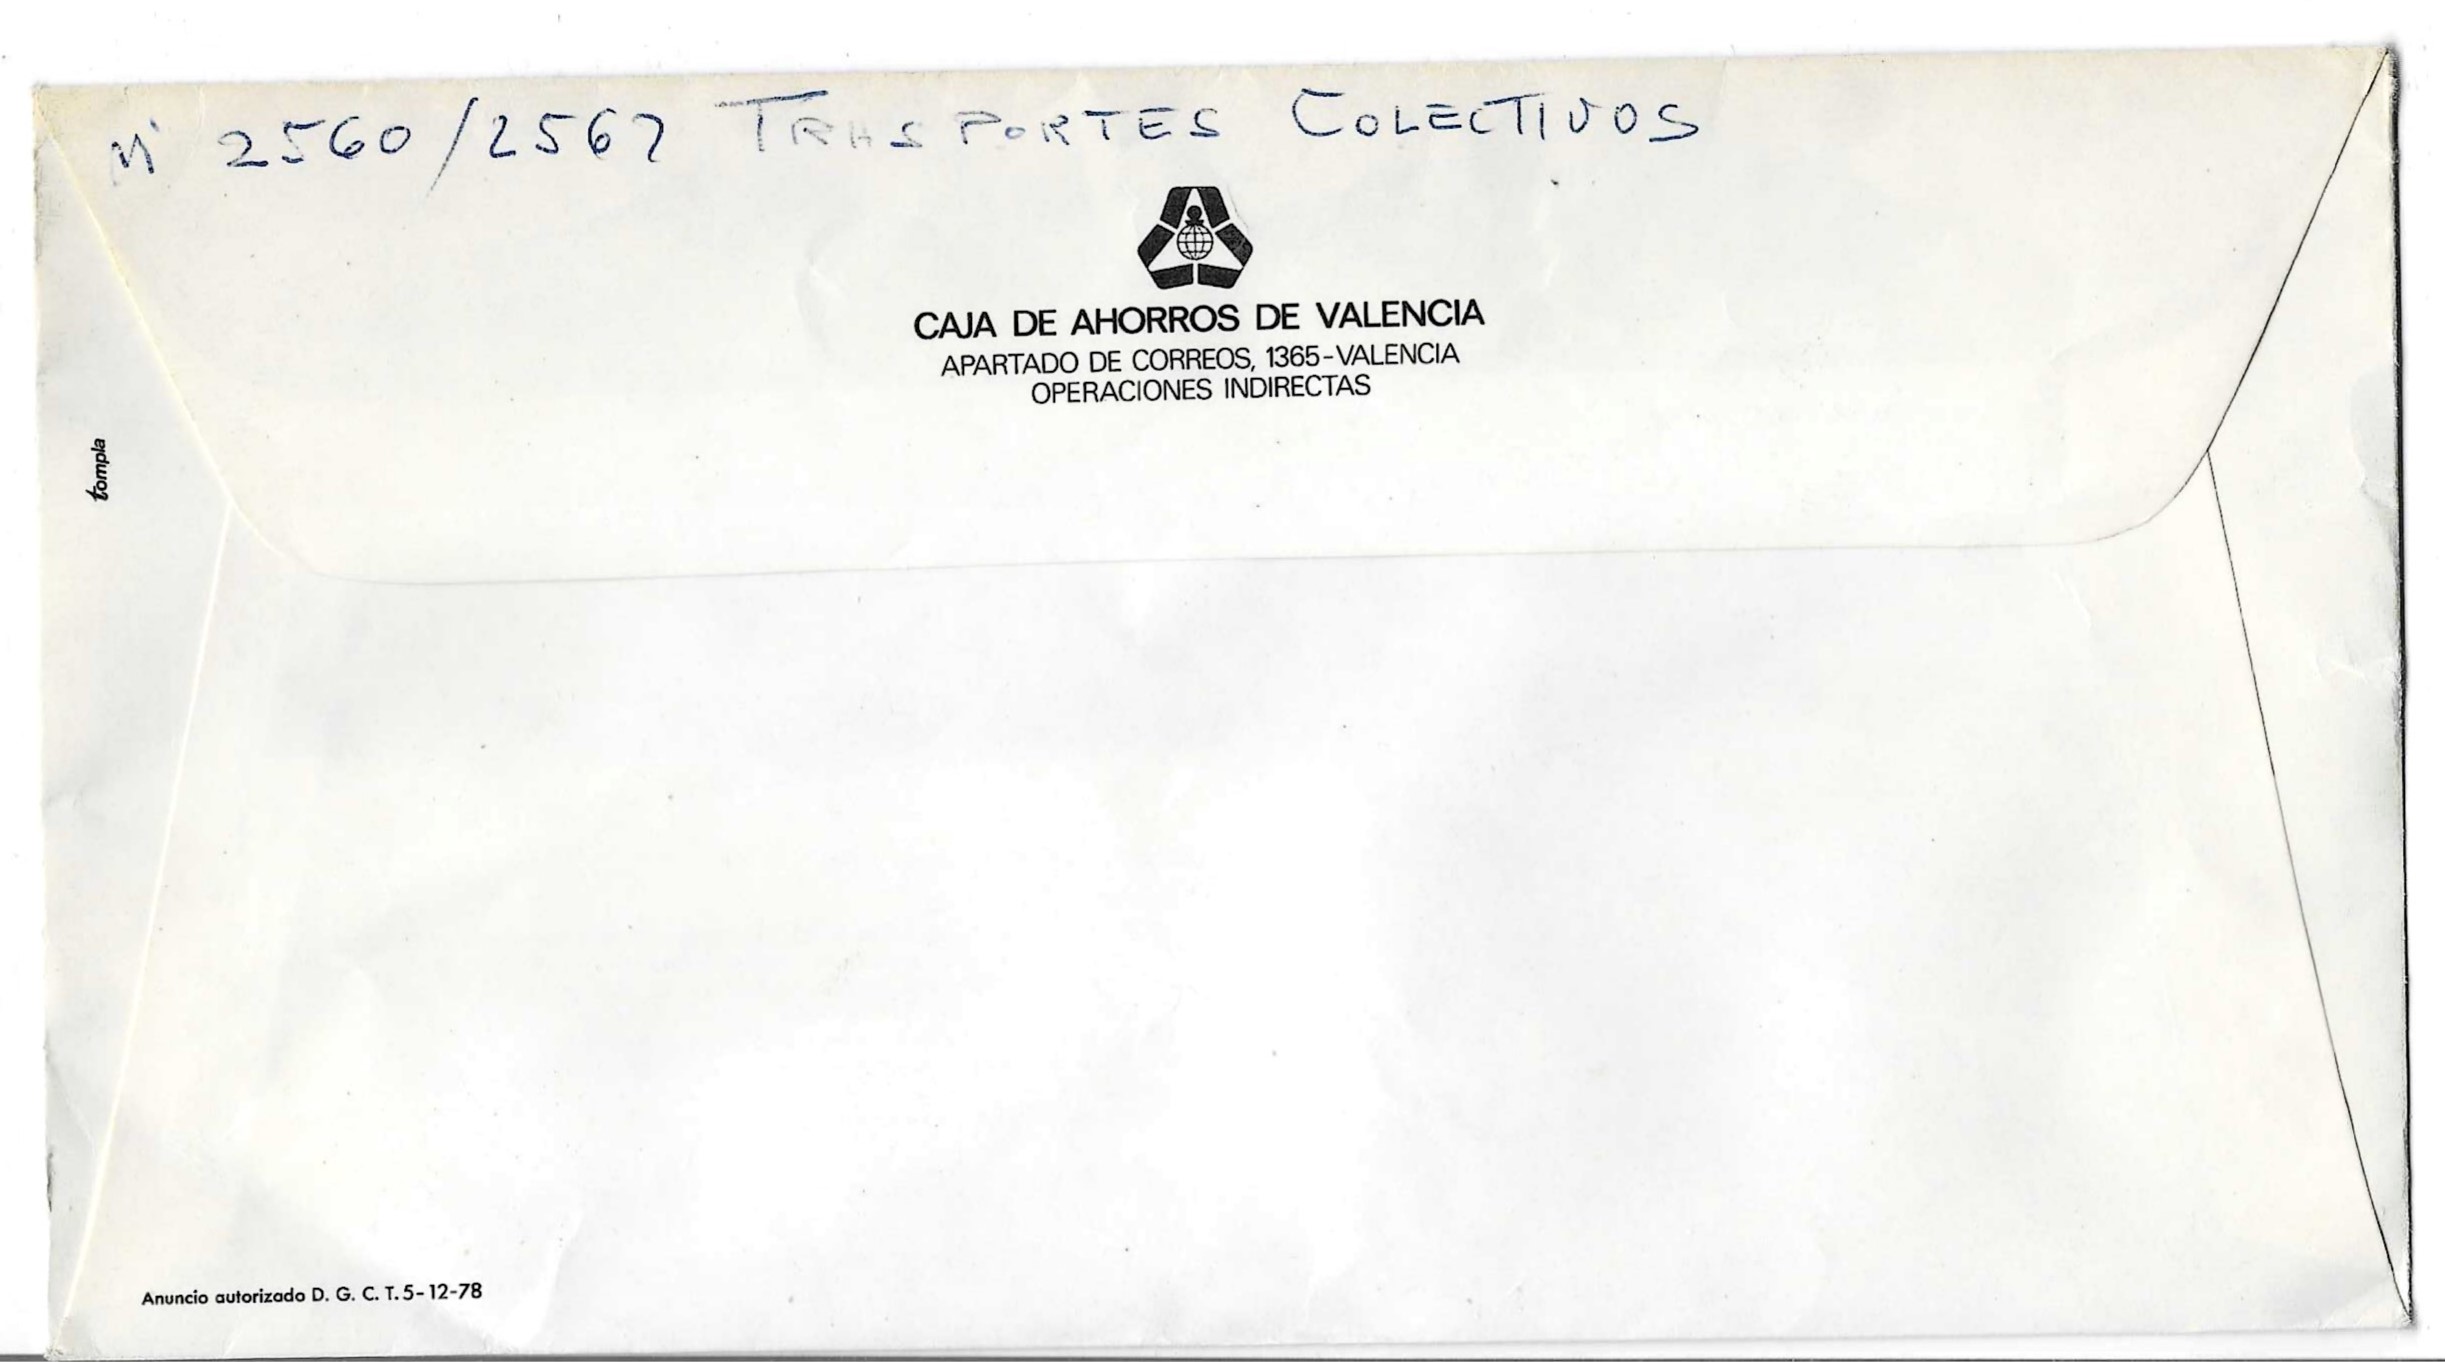 Mi 2560/2567 TRASPORTES COLECTIVOS
CAJA DE AHORROS DE VALENCIA
APARTADO DE CORREOS, 1365-VALENCIA
OPERACIONES INDIRECTAS
tompla
Anuncio autorizado D. G. C. T. 5-12-78